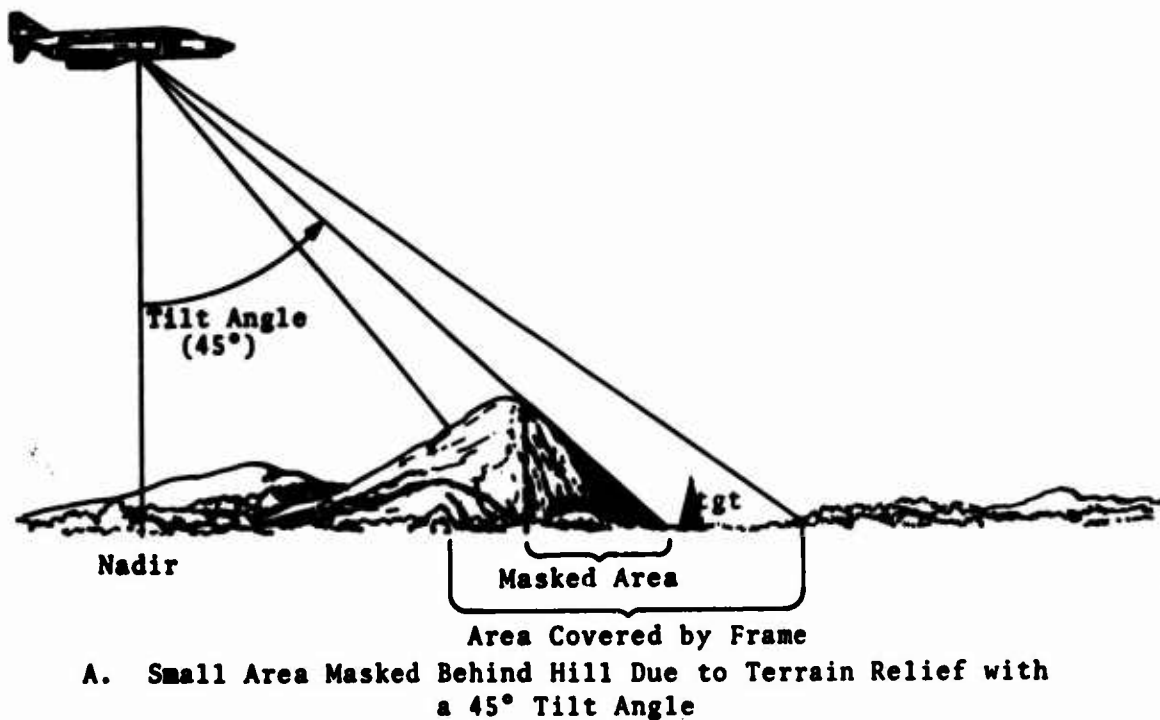 Tilt Angle
(45°)
tgt
Nadir
Masked Area
Area Covered by Frame
A. Small Area Masked Behind Hill Due to Terrain Relief with
a 45° Tilt Angle